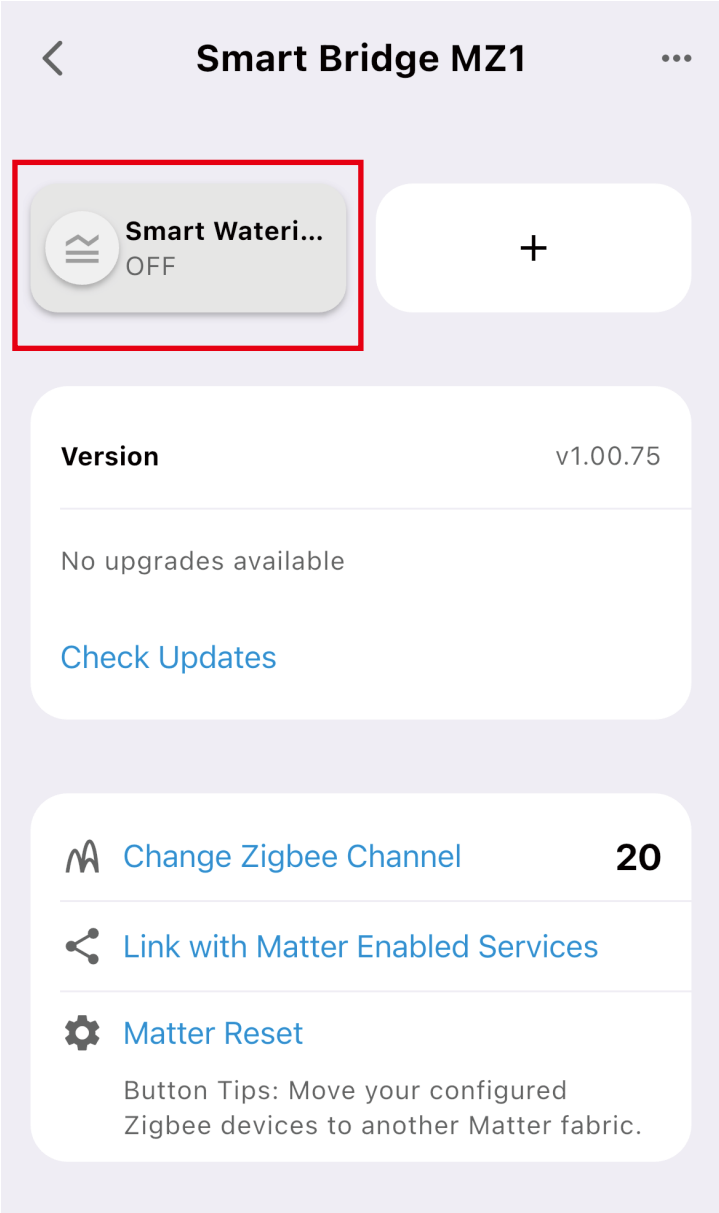 Smart Bridge MZ1
Smart Wateri...
OFF
Version
v1.00.75
No upgrades available
Check Updates
Change Zigbee Channel
20
Link with Matter Enabled Services
Matter Reset
Button Tips: Move your configured
Zigbee devices to another Matter fabric.